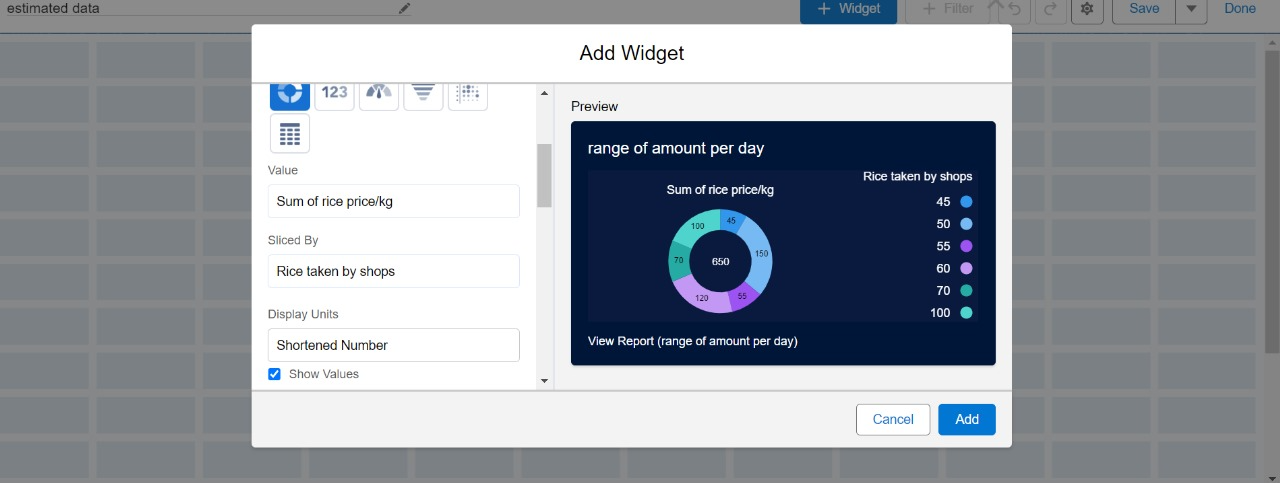 estimated data
+ Widget
+ Filter
Save
Done
Add Widget
123
Value
Sum of rice price/kg
Sliced By
Rice taken by shops
Display Units
Shortened Number
Show Values
Preview
range of amount per day
Rice taken by shops
Sum of rice price/kg
45
50
55
60
70
100
45
150
55
120
70
100
650
View Report (range of amount per day)
Cancel
Add